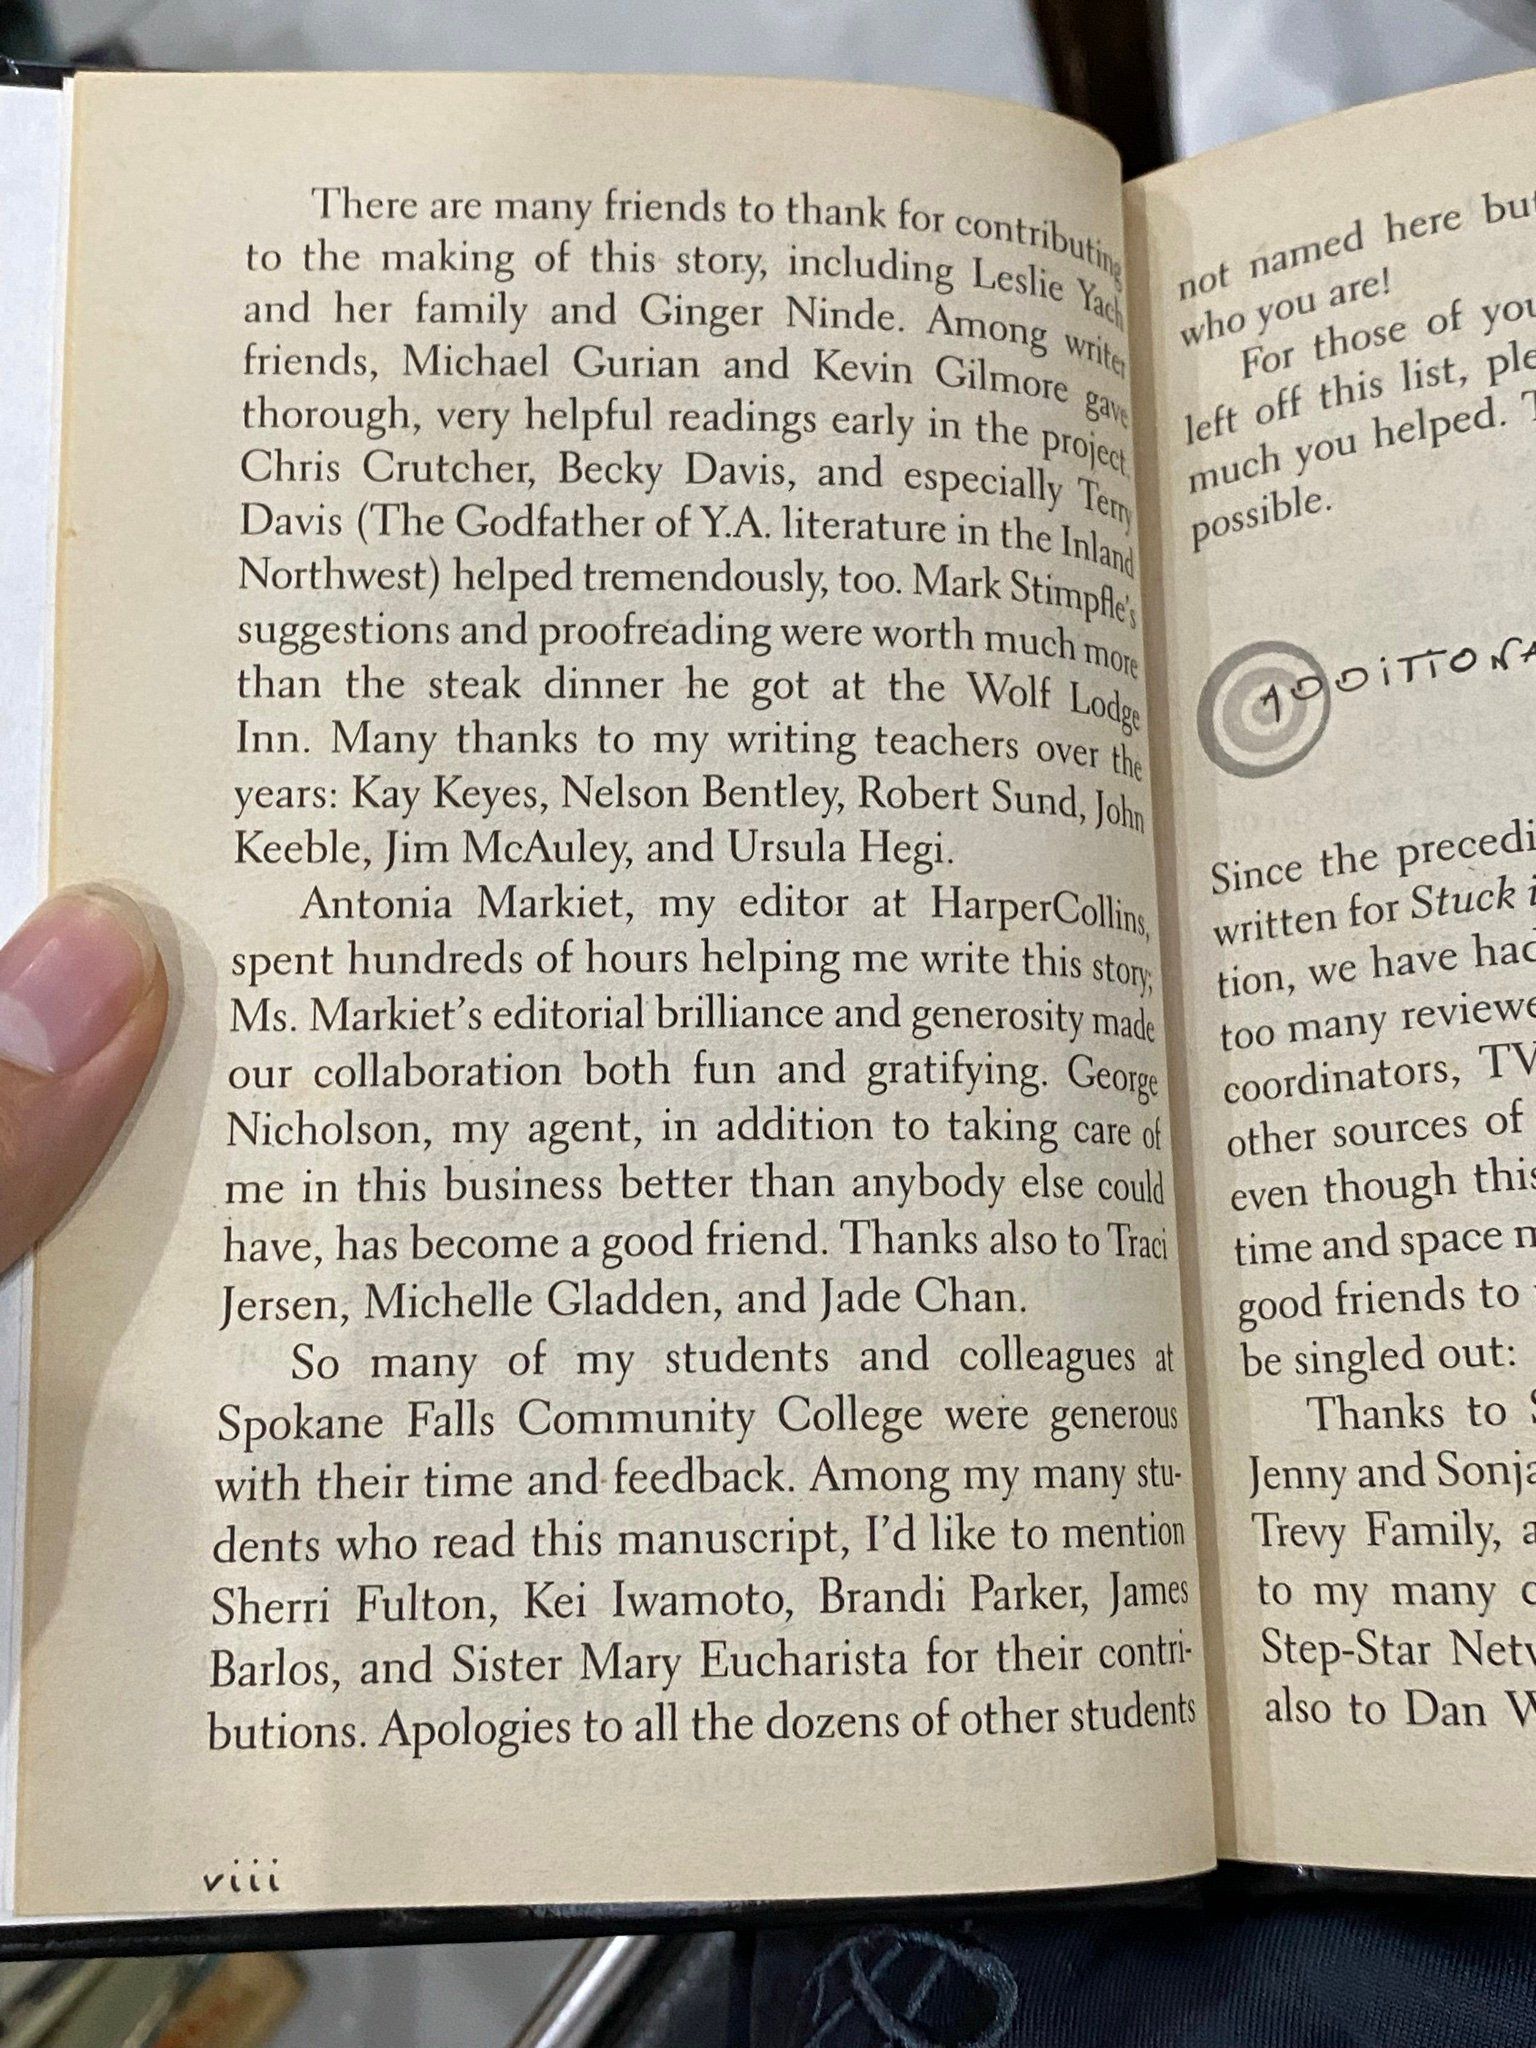 There are many friends to thank for contributing
to the making of this story, including Leslie Yach
and her family and Ginger Ninde. Among writer
friends, Michael Gurian and Kevin Gilmore gave
thorough, very helpful readings early in the project.
Chris Crutcher, Becky Davis, and especially Terry
Davis (The Godfather of Y.A. literature in the Inland
Northwest) helped tremendously, too. Mark Stimpfle's
suggestions and proofreading were worth much more
than the steak dinner he got at the Wolf Lodge
Inn. Many thanks to my writing teachers over the
years: Kay Keyes, Nelson Bentley, Robert Sund, John
Keeble, Jim McAuley, and Ursula Hegi.
Antonia Markiet, my editor at HarperCollins,
spent hundreds of hours helping me write this story;
Ms. Markiet's editorial brilliance and generosity made
our collaboration both fun and gratifying. George
Nicholson, my agent, in addition to taking care of
me in this business better than anybody else could
have, has become a good friend. Thanks also to Traci
Jersen, Michelle Gladden, and Jade Chan.
So many of my students and colleagues at
Spokane Falls Community College were generous
with their time and feedback. Among my many stu-
dents who read this manuscript, I'd like to mention
Sherri Fulton, Kei Iwamoto, Brandi Parker, James
Barlos, and Sister Mary Eucharista for their contri-
butions. Apologies to all the dozens of other students
viii
not named here but
who you are!
For those of you
left off this list,
much you helped.
possible.
Since the
written for Stuck
tion, we have had
too many
coordinators, TV
other sources of
even though this
time and space
good friends to
be singled out:
Thanks to
Jenny and Sonja
Trevy Family,
to my many
Step-Star
also to Dan